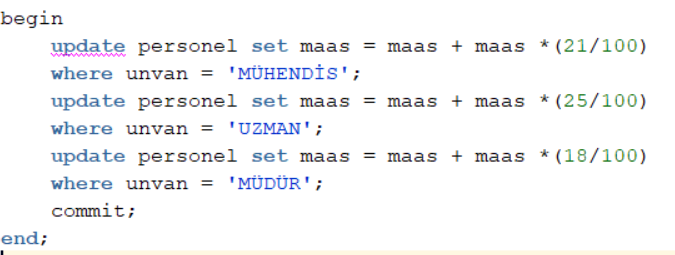 begin
    update personel set maas = maas + maas *(21/100)
    where unvan = 'MÜHENDİS';
    update personel set maas = maas + maas *(25/100)
    where unvan = 'UZMAN';
    update personel set maas = maas + maas *(18/100)
    where unvan = 'MÜDÜR';
    commit;
end;